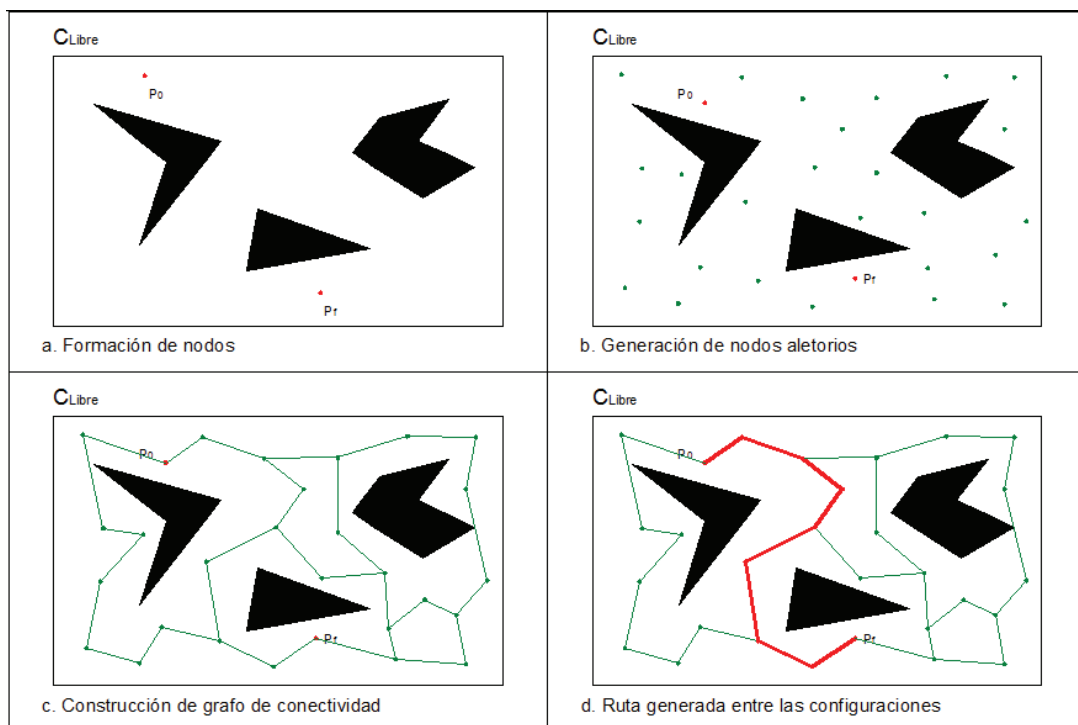 CLibre
P0
Pf
a. Formación de nodos
CLibre
P0
Pf
b. Generación de nodos aletorios
CLibre
P0
Pf
c. Construcción de grafo de conectividad
CLibre
P0
Pf
d. Ruta generada entre las configuraciones